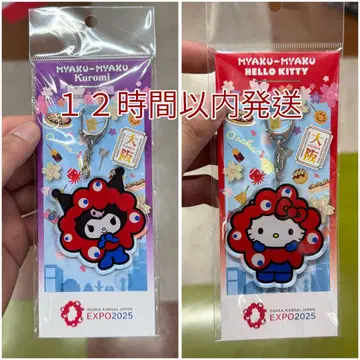 MYAKU-MYAKU
Kuromi
大阪
OSAKA, KANSAI, JAPAN
EXPO2025
MYAKU-MYAKU
HELLO KITTY
大阪
OSAKA, KANSAI, JAPAN
EXPO2025
12時間以内発送